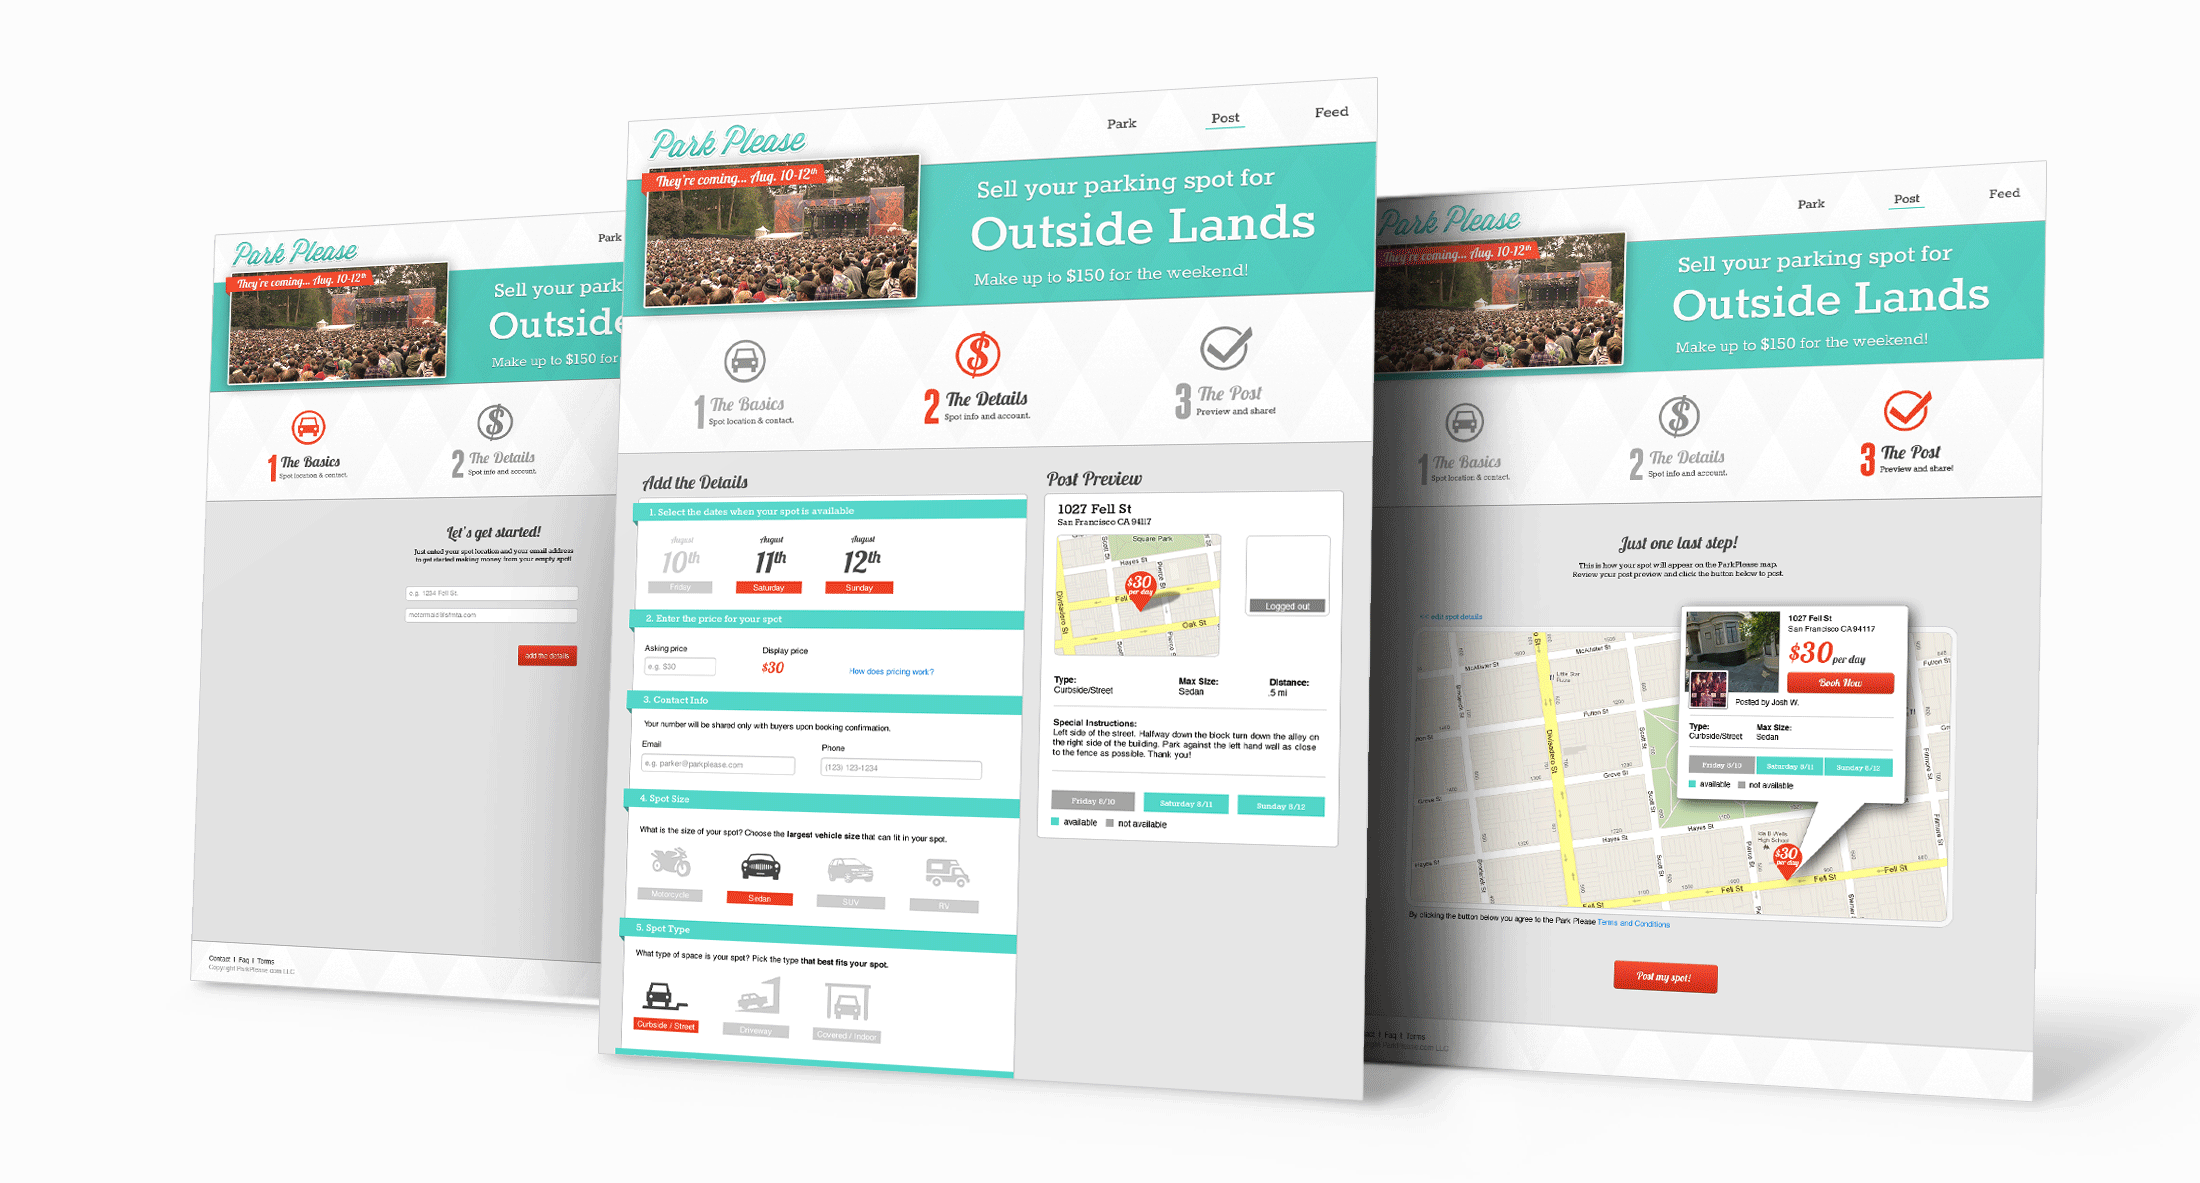 Park Please
Park
They're coming... Aug. 10-12th
Sell your park
Outside
Make up to $150 for
1 The Basics
Spot location & contact.
2 The Details
Spot info and account.
Let's get started!
Just enter your spot location and your email address
to get started making money from your empty spot!
e.g. 1234 Fell St.
add the details
Contact | Faq | Terms
Copyright ParkPlease.com LLC
Park Please
Park
Post
Feed
They're coming... Aug. 10-12th
Sell your parking spot for
Outside Lands
Make up to $150 for the weekend!
1 The Basics
Spot location & contact.
2 The Details
Spot info and account.
3 The Post
Preview and share!
Add the Details
1. Select the dates when your spot is available
August
10th
Friday
August
11th
Saturday
August
12th
Sunday
2. Enter the price for your spot
Asking price
e.g. $30
Display price
$30
How does pricing work?
3. Contact Info
Your number will be shared only with buyers upon booking confirmation.
Email
e.g. parker@parkplease.com
Phone
(123) 123-1234
4. Spot Size
What is the size of your spot? Choose the largest vehicle size that can fit in your spot.
Motorcycle
Sedan
SUV
RV
5. Spot Type
What type of space is your spot? Pick the type that best fits your spot.
Curbside / Street
Driveway
Covered / Indoor
Post Preview
1027 Fell St
San Francisco CA 94117
Square Park
Scott St
Hayes St
Pierce St
Divisadero St
$30
per day
Fell
Oak St
Logged out
Type:
Curbside/Street
Max Size:
Sedan
Distance:
.5 mi
Special Instructions:
Left side of the street. Halfway down the block turn down the alley on
the right side of the building. Park against the left hand wall as close
to the fence as possible. Thank you!
Friday 8/10
Saturday 8/11
Sunday 8/12
available
not available
Park Please
Park
Post
Feed
They're coming... Aug. 10-12th
Sell your parking spot for
Outside Lands
Make up to $150 for the weekend!
1 The Basics
Spot location & contact.
2 The Details
Spot info and account.
3 The Post
Preview and share!
Just one last step!
This is how your spot will appear on the ParkPlease map.
Review your post preview and click the button below to post.
<< edit spot details
1027 Fell St
San Francisco CA 94117
$30 per day
Book Now
Posted by Josh W.
Type:
Curbside/Street
Max Size:
Sedan
Friday 8/10
Saturday 8/11
Sunday 8/12
available
not available
McAllister St
McAllister St
Fulton St
Little Star
Pizza
Fulton St
Divisadero St
Scott St
Grove St
Grove St
Hayes St
Hayes St
Ida B Wells
High School
$30
per day
Fell St
Fell St
Fell St
By clicking the button below you agree to the Park Please Terms and Conditions
Post my spot!
| Faq | Terms